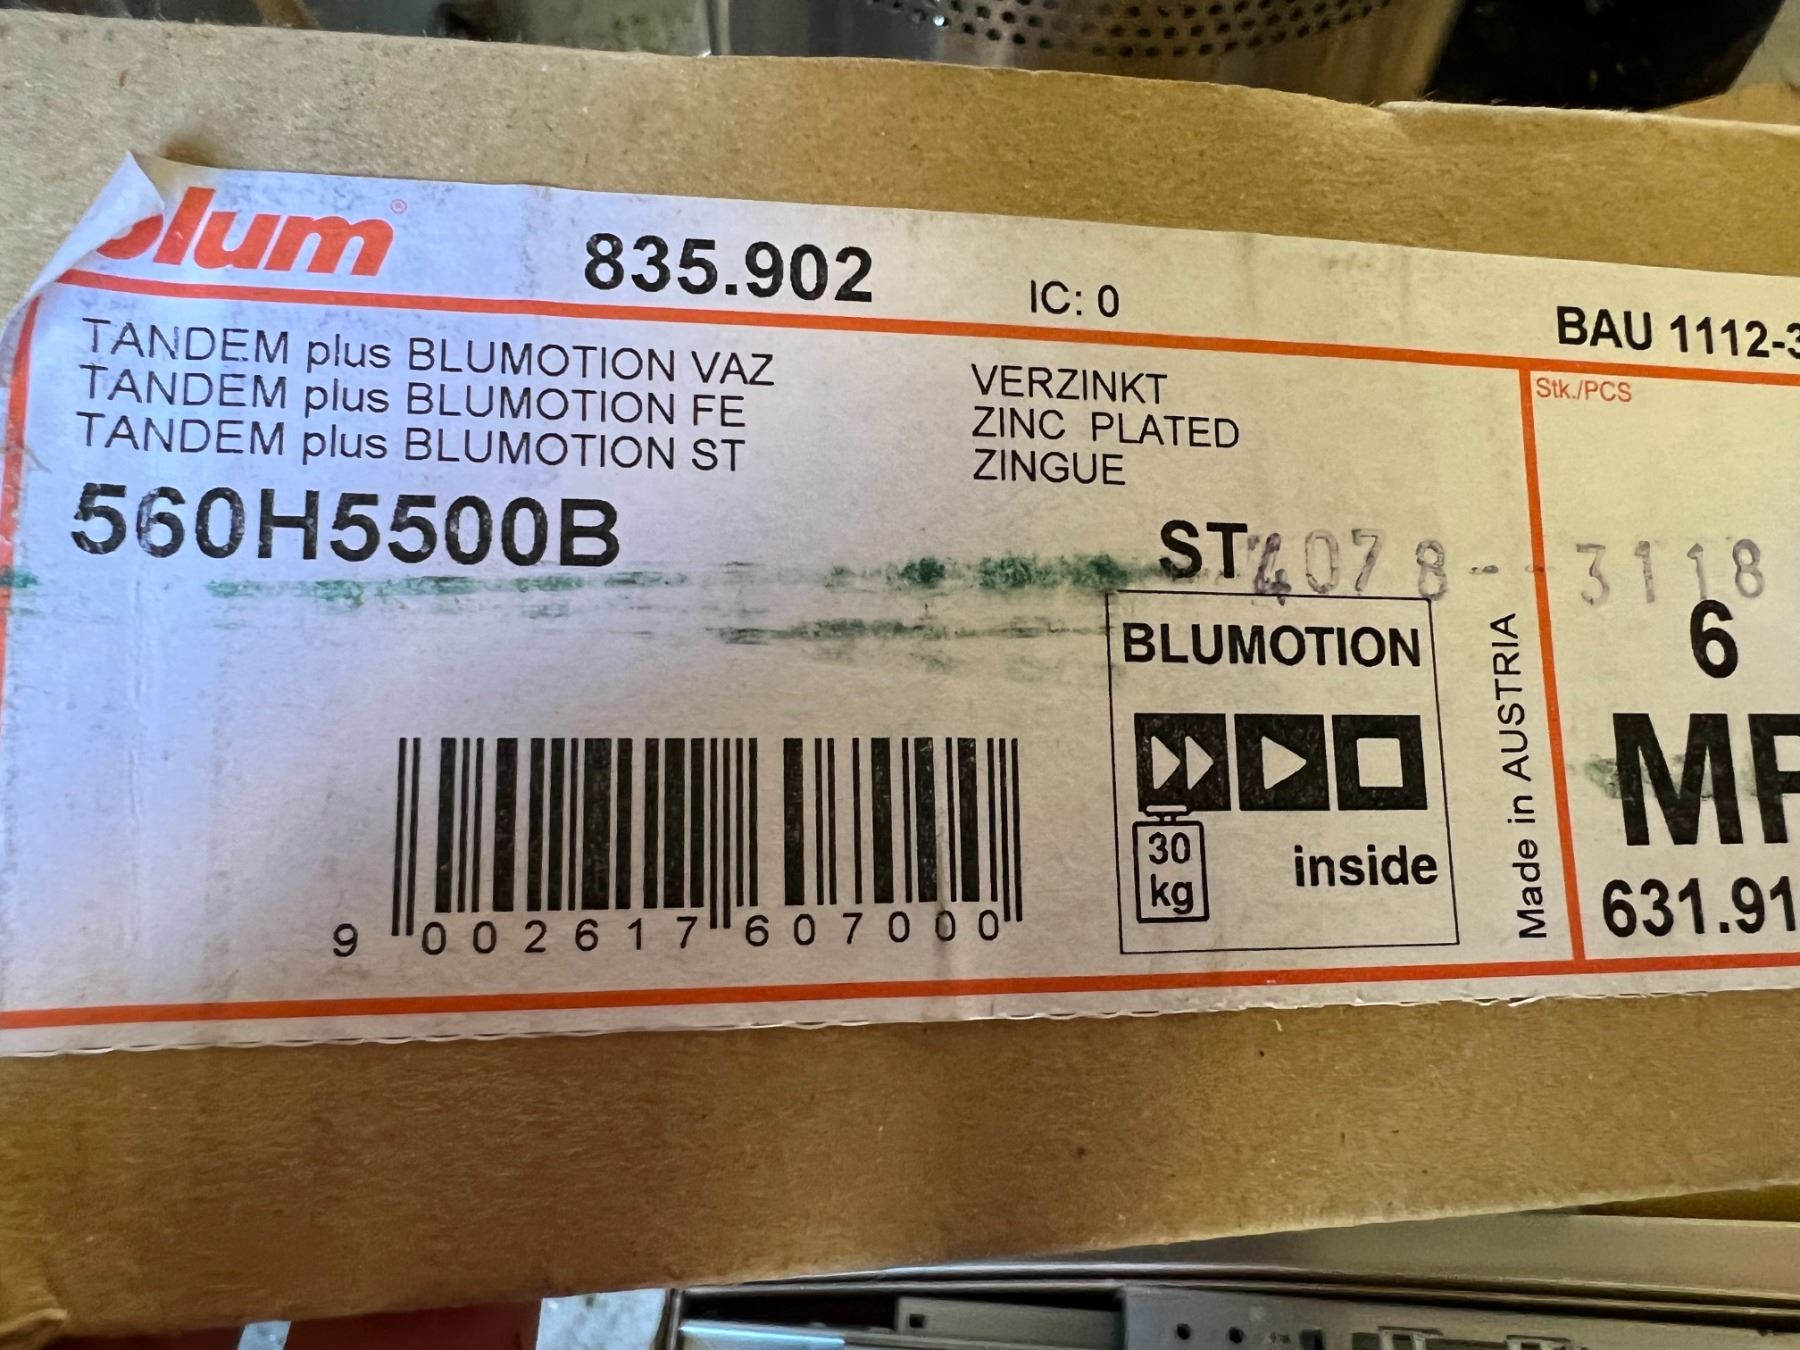 blum®
835.902
IC: 0
BAU 1112-3
TANDEM plus BLUMOTION VAZ
TANDEM plus BLUMOTION FE
TANDEM plus BLUMOTION ST
VERZINKT
ZINC PLATED
ZINGUE
Stk./PCS
560H5500B
ST
4078--3118
6
BLUMOTION
30
kg
inside
Made in AUSTRIA
MP
631.91
9 002617 607000